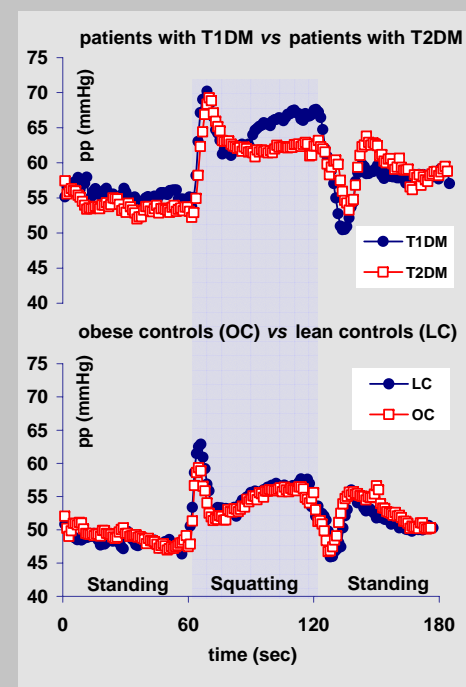 patients with T1DM vs patients with T2DM
75
70
65
60
55
50
45
40
pp (mmHg)
T1DM
T2DM
obese controls (OC) vs lean controls (LC)
75
70
65
60
55
50
45
40
pp (mmHg)
LC
OC
Standing Squatting Standing
0 60 120 180
time (sec)